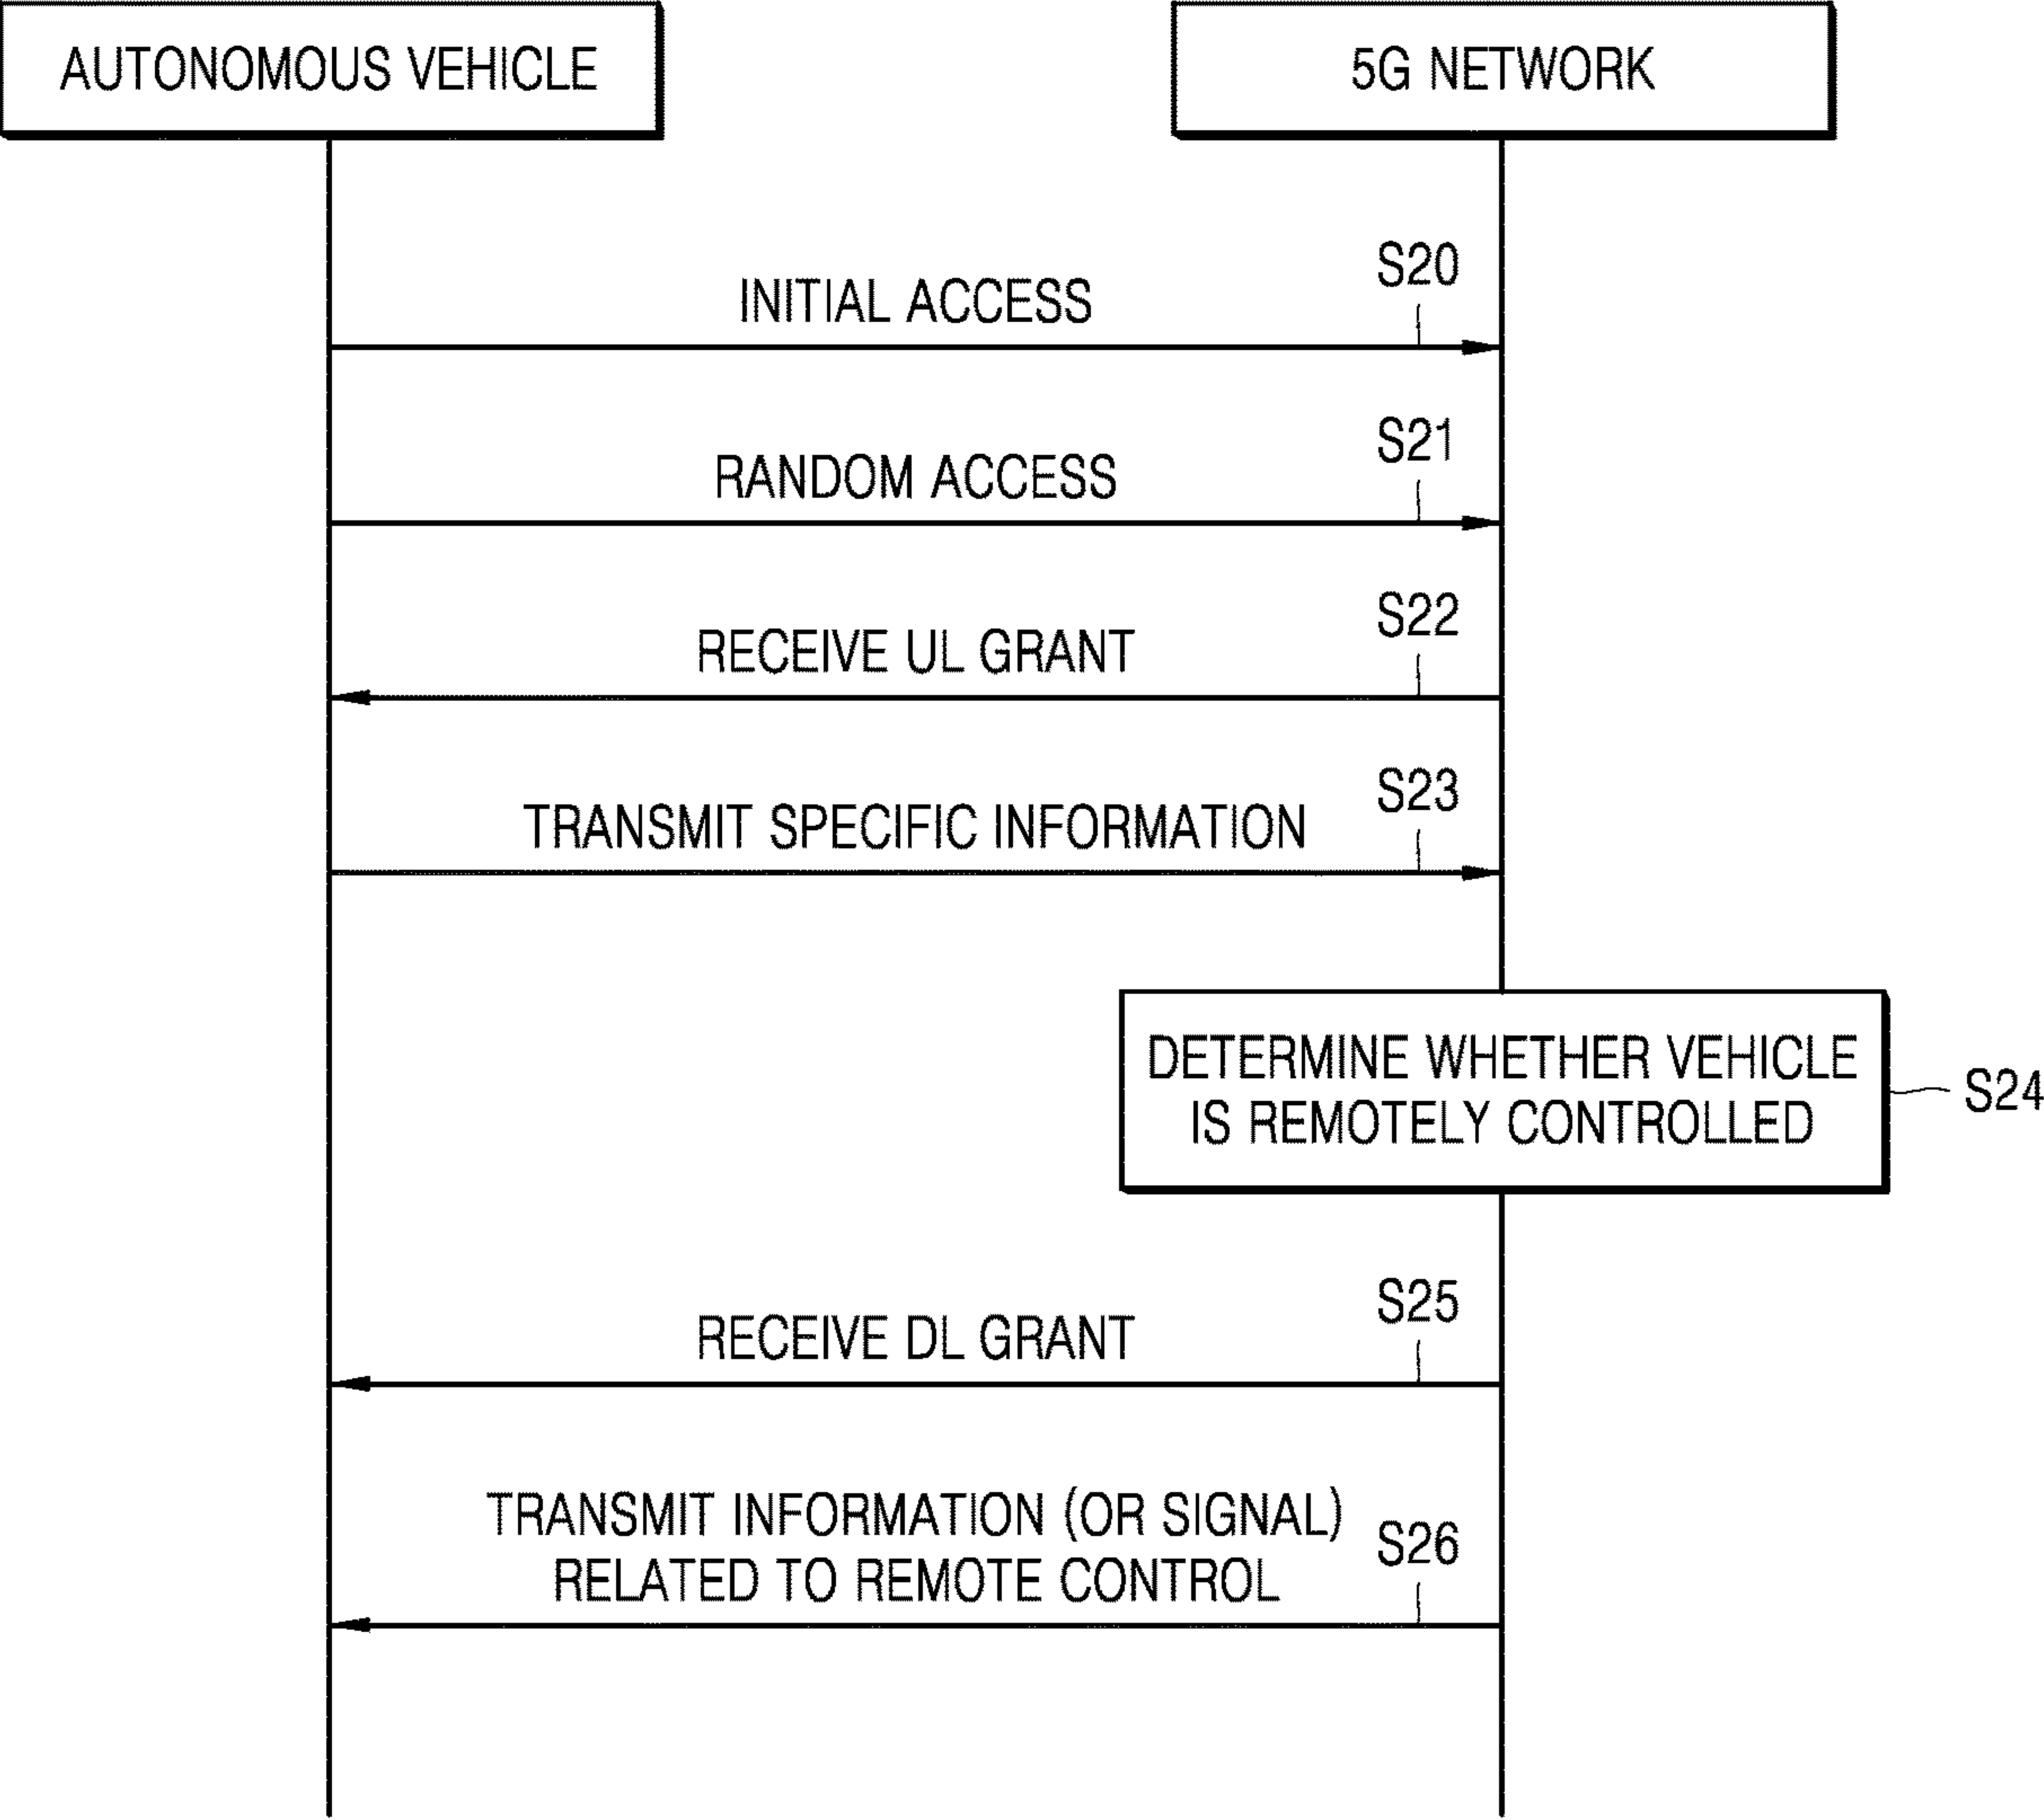 AUTONOMOUS VEHICLE
5G NETWORK
S20
INITIAL ACCESS
S21
RANDOM ACCESS
S22
RECEIVE UL GRANT
S23
TRANSMIT SPECIFIC INFORMATION
DETERMINE WHETHER VEHICLE
IS REMOTELY CONTROLLED
S24
S25
RECEIVE DL GRANT
TRANSMIT INFORMATION (OR SIGNAL)
RELATED TO REMOTE CONTROL
S26